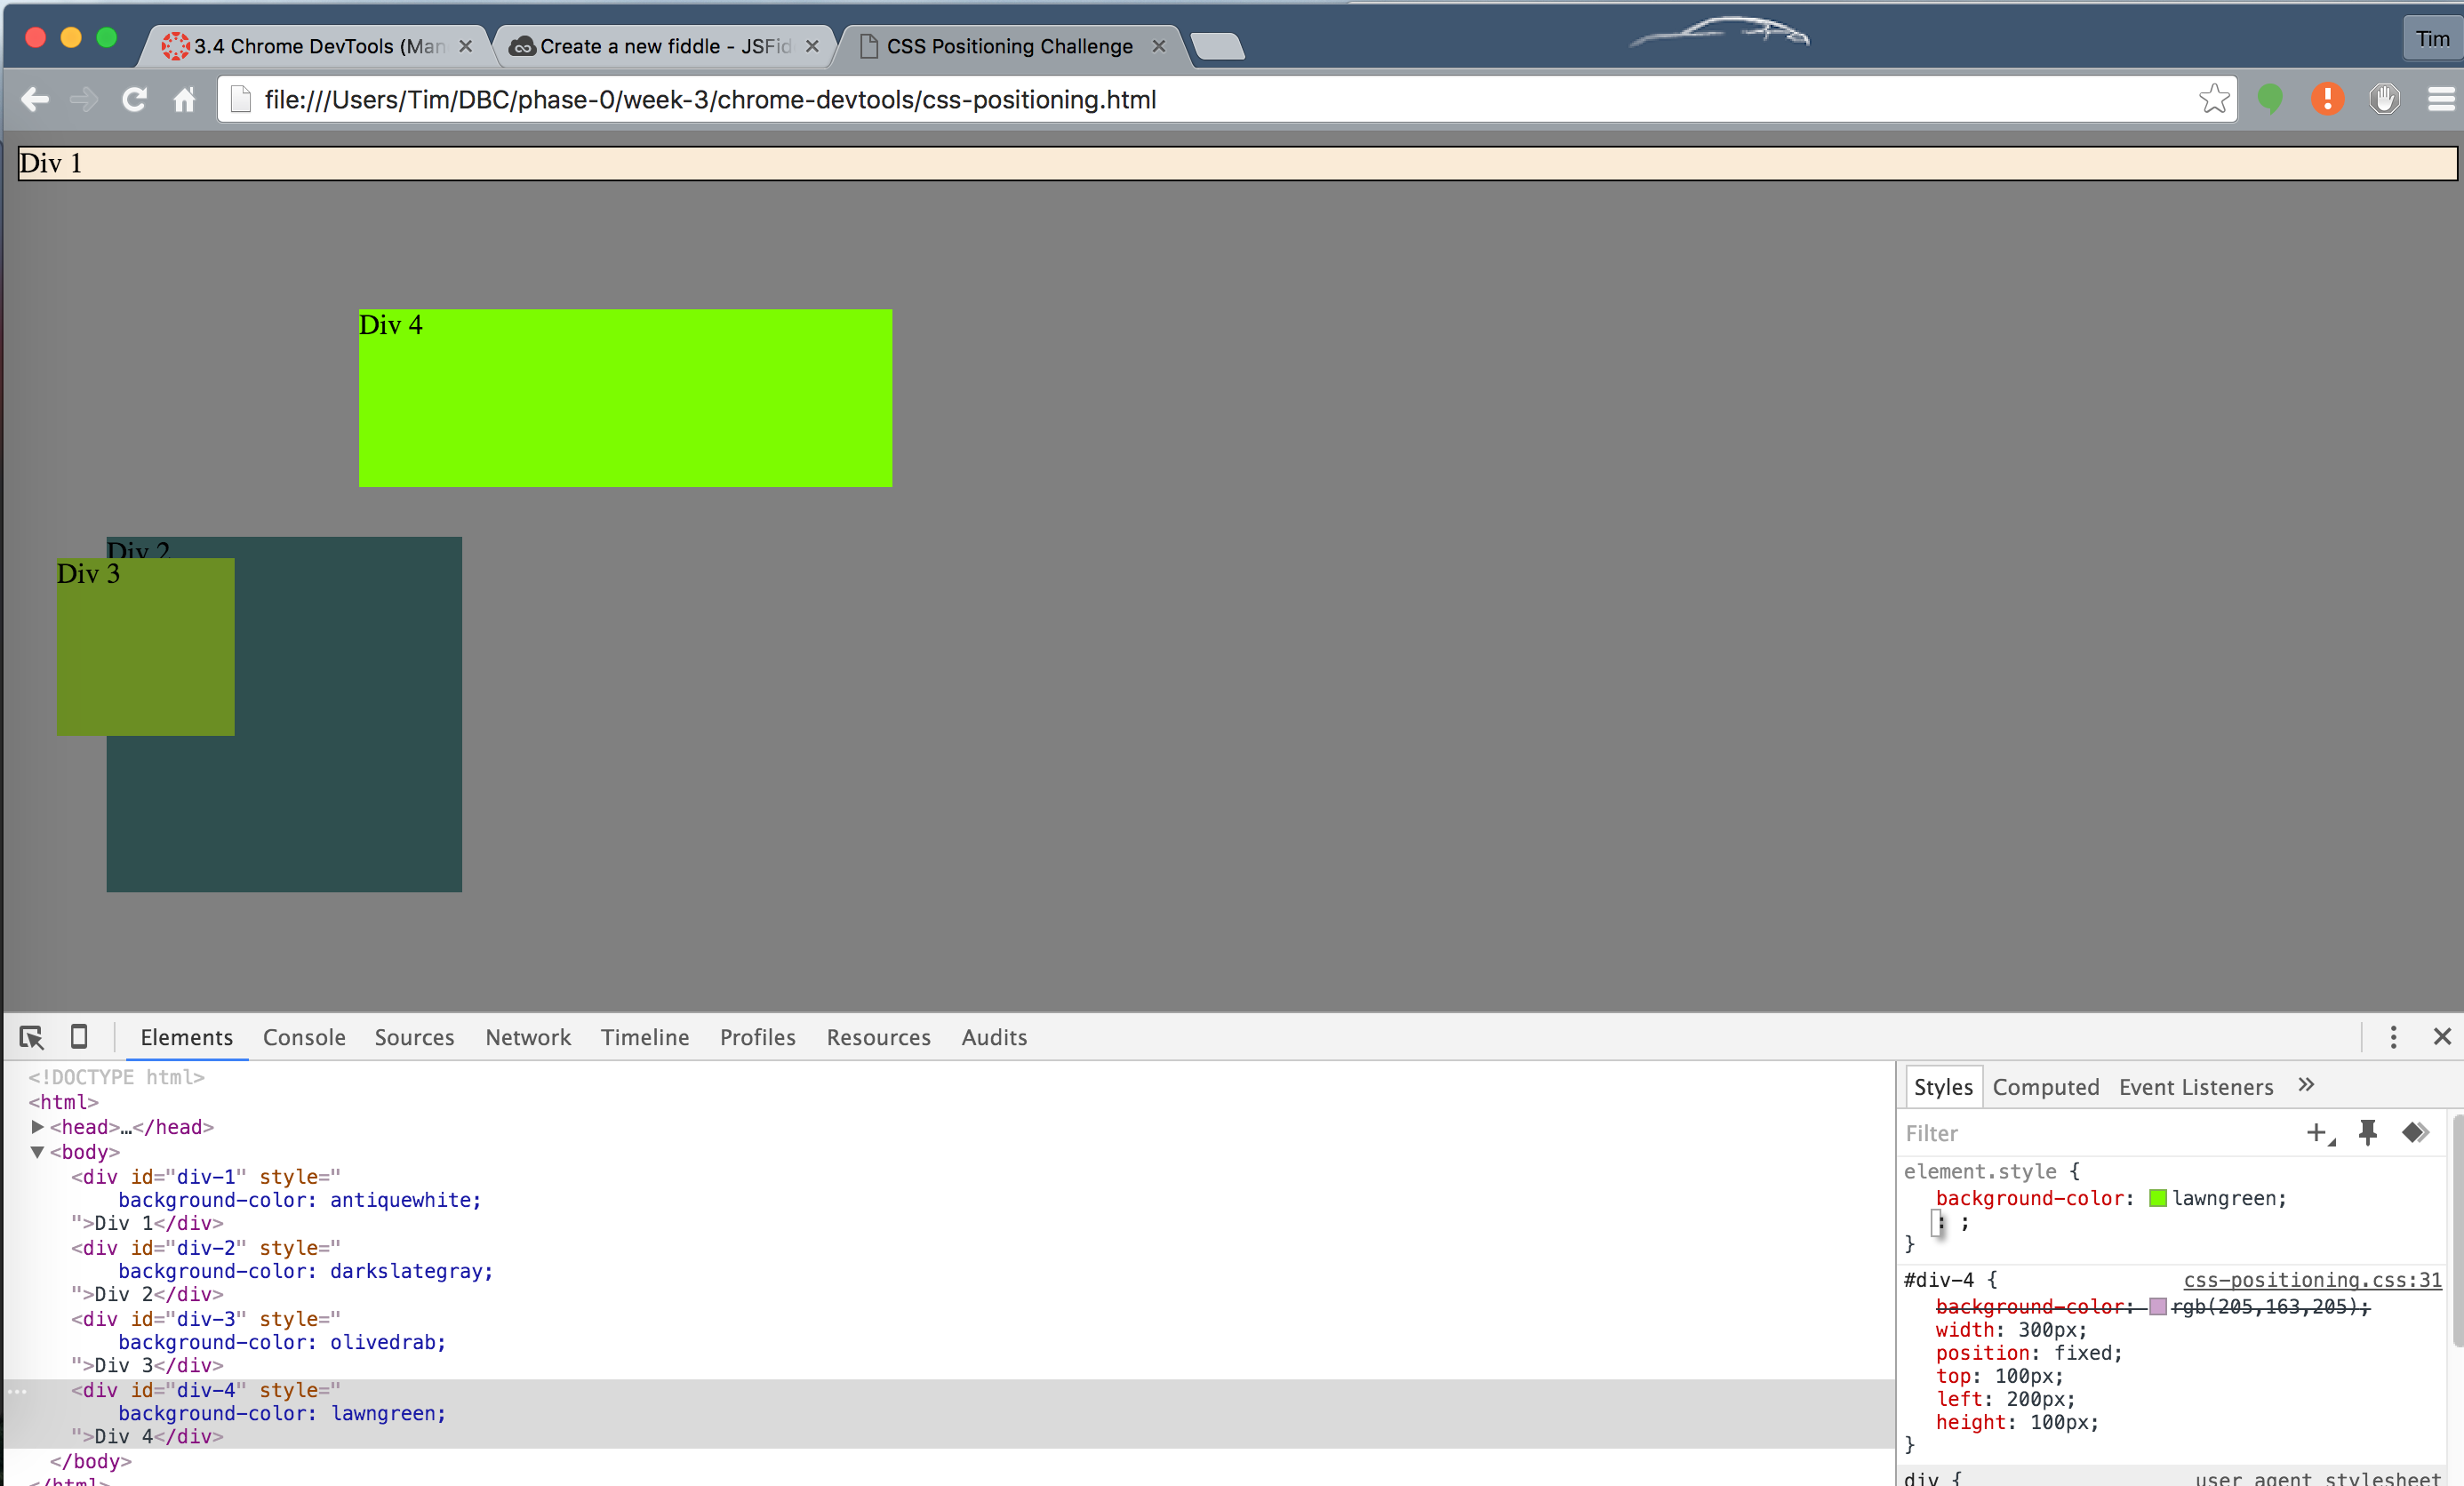 3.4 Chrome DevTools (Man
Create a new fiddle - JSFid
CSS Positioning Challenge
Tim
file:///Users/Tim/DBC/phase-0/week-3/chrome-devtools/css-positioning.html
Div 1
Div 4
Div 2
Div 3
Elements Console Sources Network Timeline Profiles Resources Audits
<!DOCTYPE html>
<html>
<head>…</head>
<body>
<div id="div-1" style="
background-color: antiquewhite;
">Div 1</div>
<div id="div-2" style="
background-color: darkslategray;
">Div 2</div>
<div id="div-3" style="
background-color: olivedrab;
">Div 3</div>
<div id="div-4" style="
background-color: lawngreen;
">Div 4</div>
</body>
</html>
Styles Computed Event Listeners »
Filter
element.style {
background-color: lawngreen;
: ;
}
#div-4 { css-positioning.css:31
background-color: rgb(205,163,205);
width: 300px;
position: fixed;
top: 100px;
left: 200px;
height: 100px;
}
div { user agent stylesheet